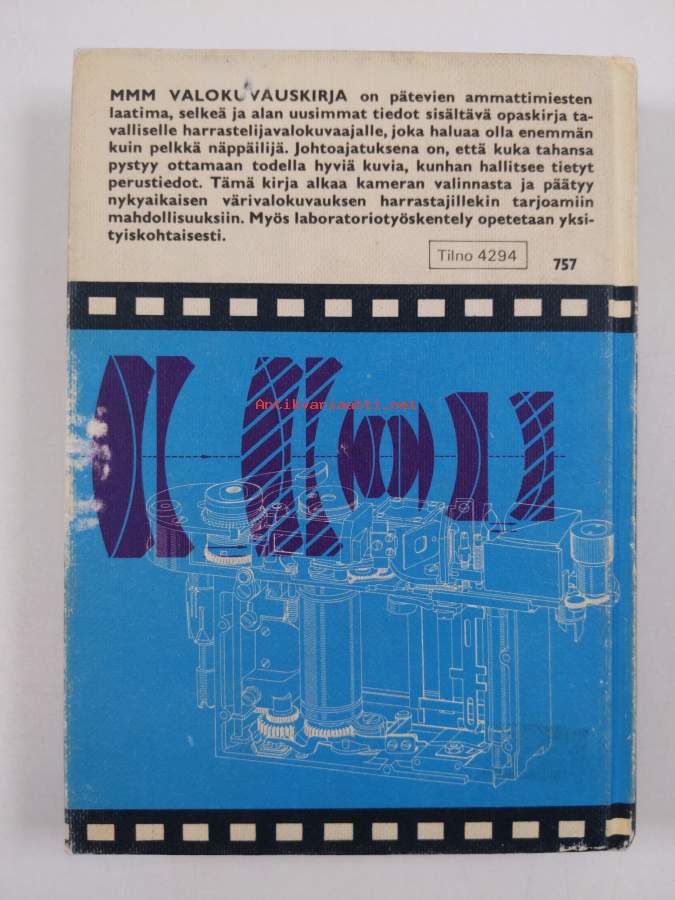 MMM VALOKUVAUSKIRJA on pätevien ammattimiesten
laatima, selkeä ja alan uusimmat tiedot sisältävä opaskirja ta-
valliselle harrastelijavalokuvaajalle, joka haluaa olla enemmän
kuin pelkkä näppäilijä. Johtoajatuksena on, että kuka tahansa
pystyy ottamaan todella hyviä kuvia, kunhan hallitsee tietyt
perustiedot. Tämä kirja alkaa kameran valinnasta ja päätyy
nykyaikaisen värivalokuvauksen harrastajillekin tarjoamiin
mahdollisuuksiin. Myös laboratoriotyöskentely opetetaan yksi-
tyiskohtaisesti.
Tilno 4294
757
Antikvariaatti.net